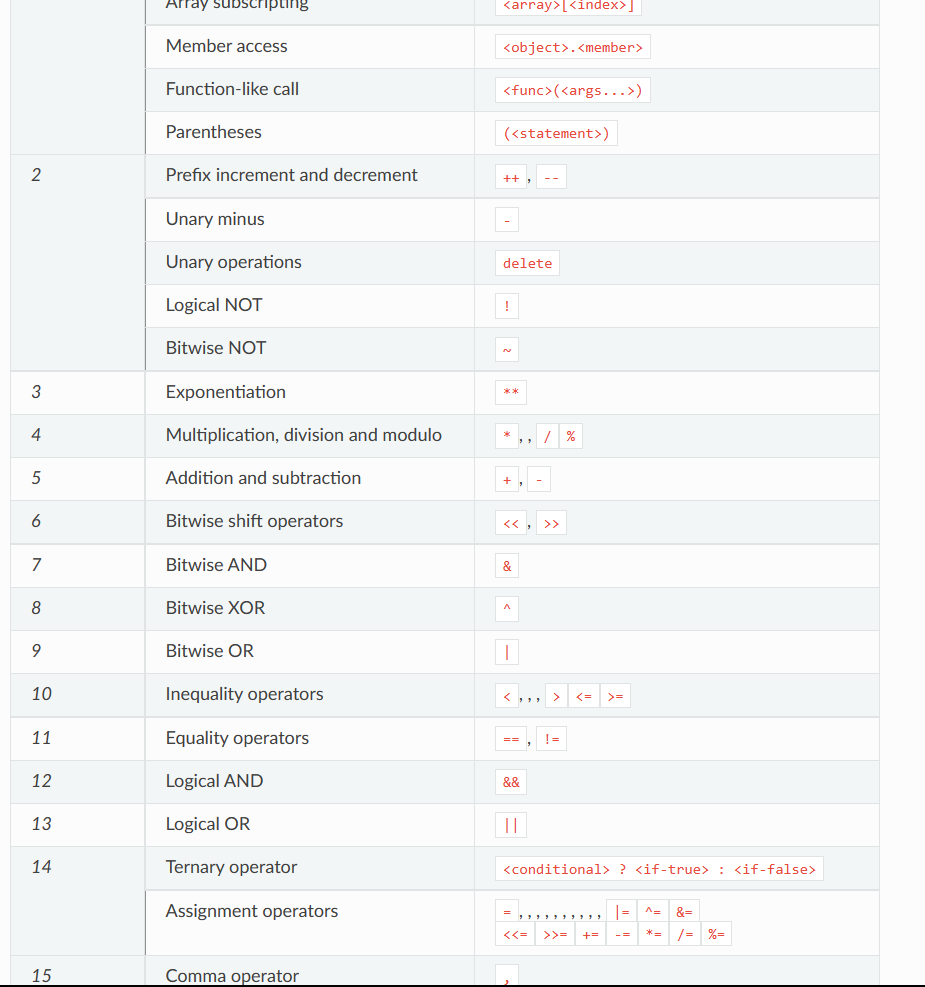 Array subscripting <array>[<index>]
Member access <object>.<member>
Function-like call <func>(<args...>)
Parentheses (<statement>)
2 Prefix increment and decrement ++ , --
Unary minus -
Unary operations delete
Logical NOT !
Bitwise NOT ~
3 Exponentiation **
4 Multiplication, division and modulo * , , / %
5 Addition and subtraction + , -
6 Bitwise shift operators << , >>
7 Bitwise AND &
8 Bitwise XOR ^
9 Bitwise OR |
10 Inequality operators < , , , > <= >=
11 Equality operators == , !=
12 Logical AND &&
13 Logical OR ||
14 Ternary operator <conditional> ? <if-true> : <if-false>
Assignment operators = , , , , , , , , , , |= ^= &=
<<= >>= += -= *= /= %=
15 Comma operator ,